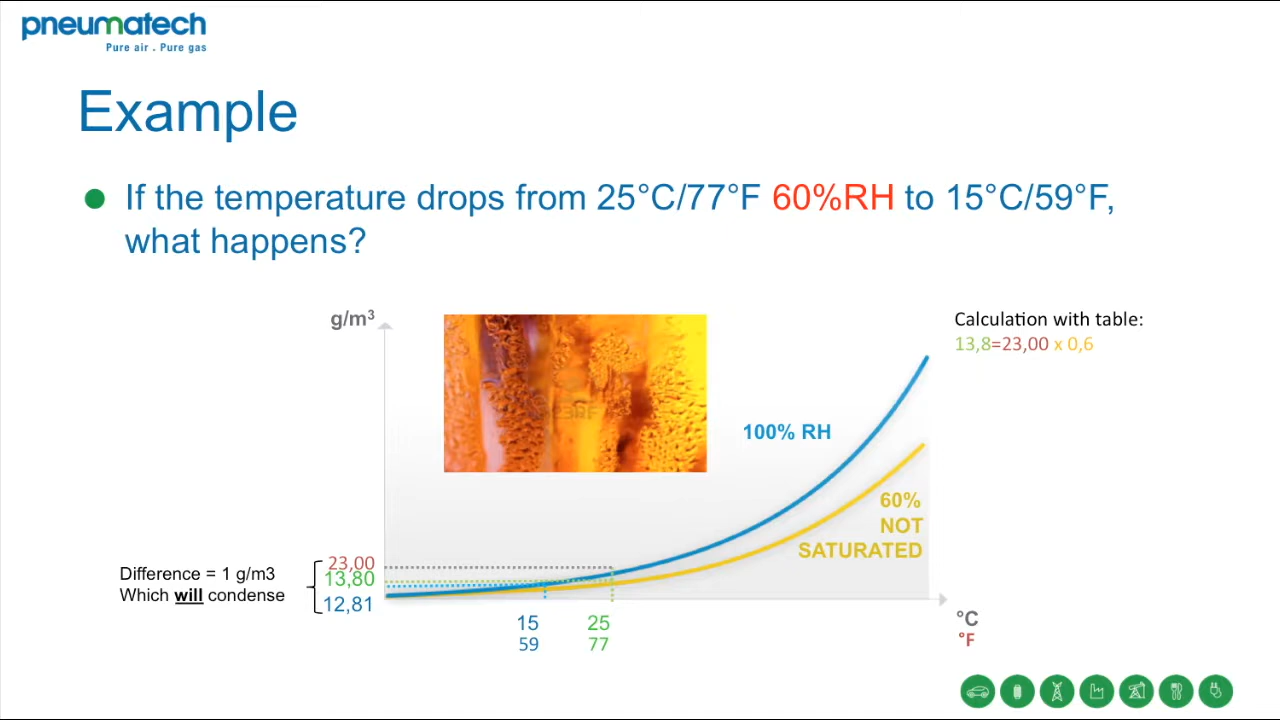 pneumatech
Pure air . Pure gas
Example
If the temperature drops from 25°C/77°F 60%RH to 15°C/59°F,
what happens?
g/m³
Calculation with table:
13,8=23,00 x 0,6
100% RH
60%
NOT
SATURATED
23,00
13,80
12,81
Difference = 1 g/m3
Which will condense
15 25
59 77
°C
°F